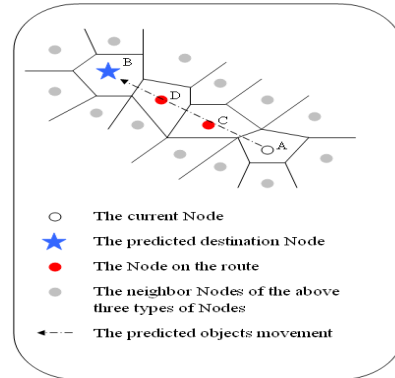 B
D
C
A
The current Node
The predicted destination Node
The Node on the route
The neighbor Nodes of the above
three types of Nodes
The predicted objects movement